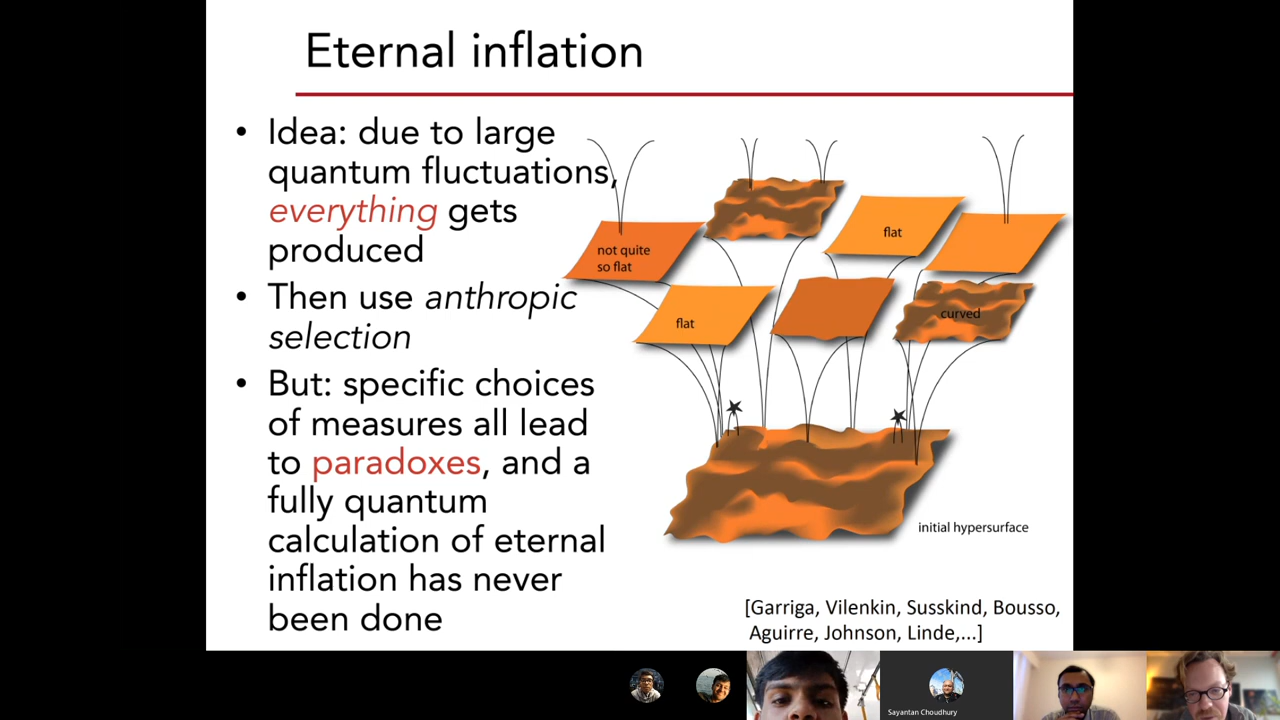 Eternal inflation
• Idea: due to large
quantum fluctuations,
everything gets
produced
• Then use anthropic
selection
• But: specific choices
of measures all lead
to paradoxes, and a
fully quantum
calculation of eternal
inflation has never
been done
not quite
so flat
flat
flat
curved
initial hypersurface
[Garriga, Vilenkin, Susskind, Bousso,
Aguirre, Johnson, Linde,...]
Sayantan Choudhury